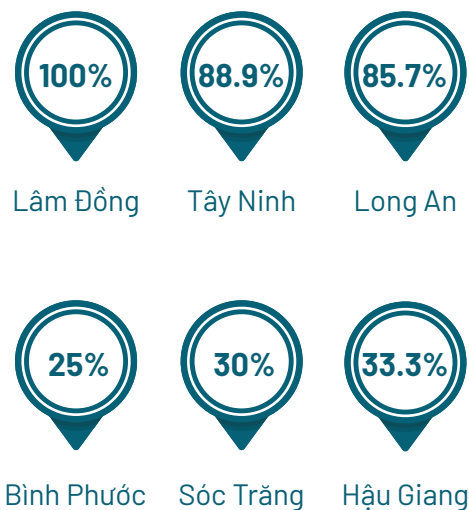 100% 88.9% 85.7%
Lâm Đồng Tây Ninh Long An
25% 30% 33.3%
Bình Phước Sóc Trăng Hậu Giang